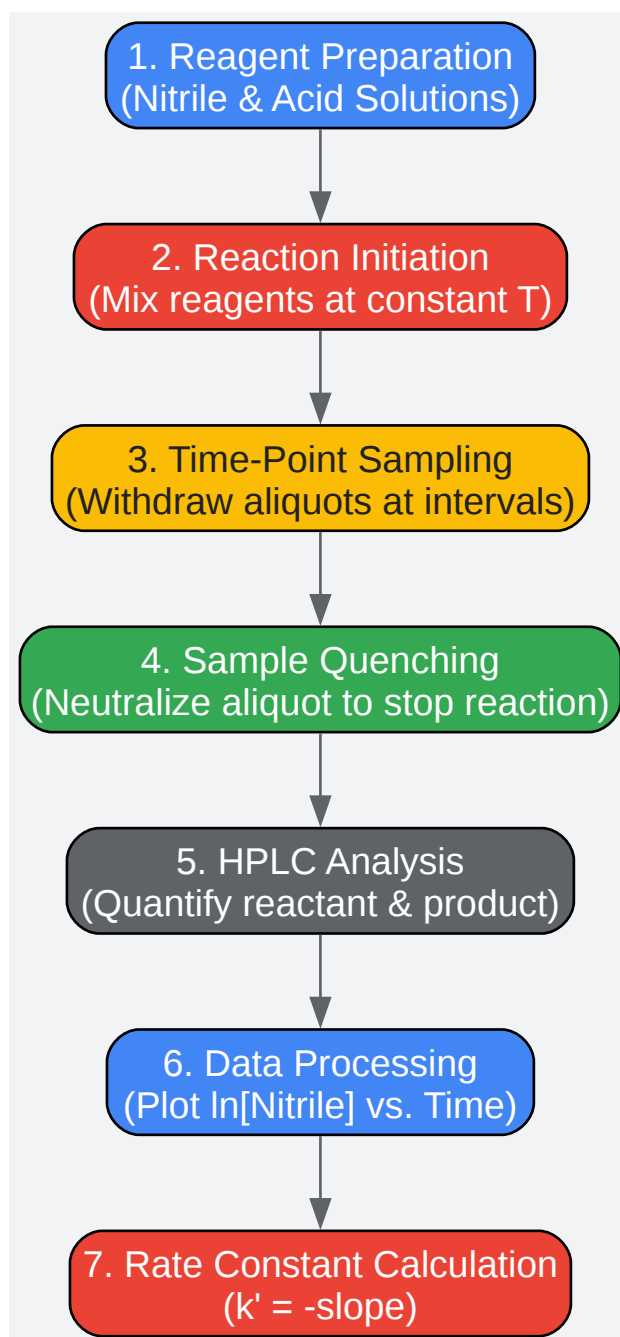 1. Reagent Preparation
(Nitrile & Acid Solutions)
2. Reaction Initiation
(Mix reagents at constant T)
3. Time-Point Sampling
(Withdraw aliquots at intervals)
4. Sample Quenching
(Neutralize aliquot to stop reaction)
5. HPLC Analysis
(Quantify reactant & product)
6. Data Processing
(Plot ln[Nitrile] vs. Time)
7. Rate Constant Calculation
(k' = -slope)